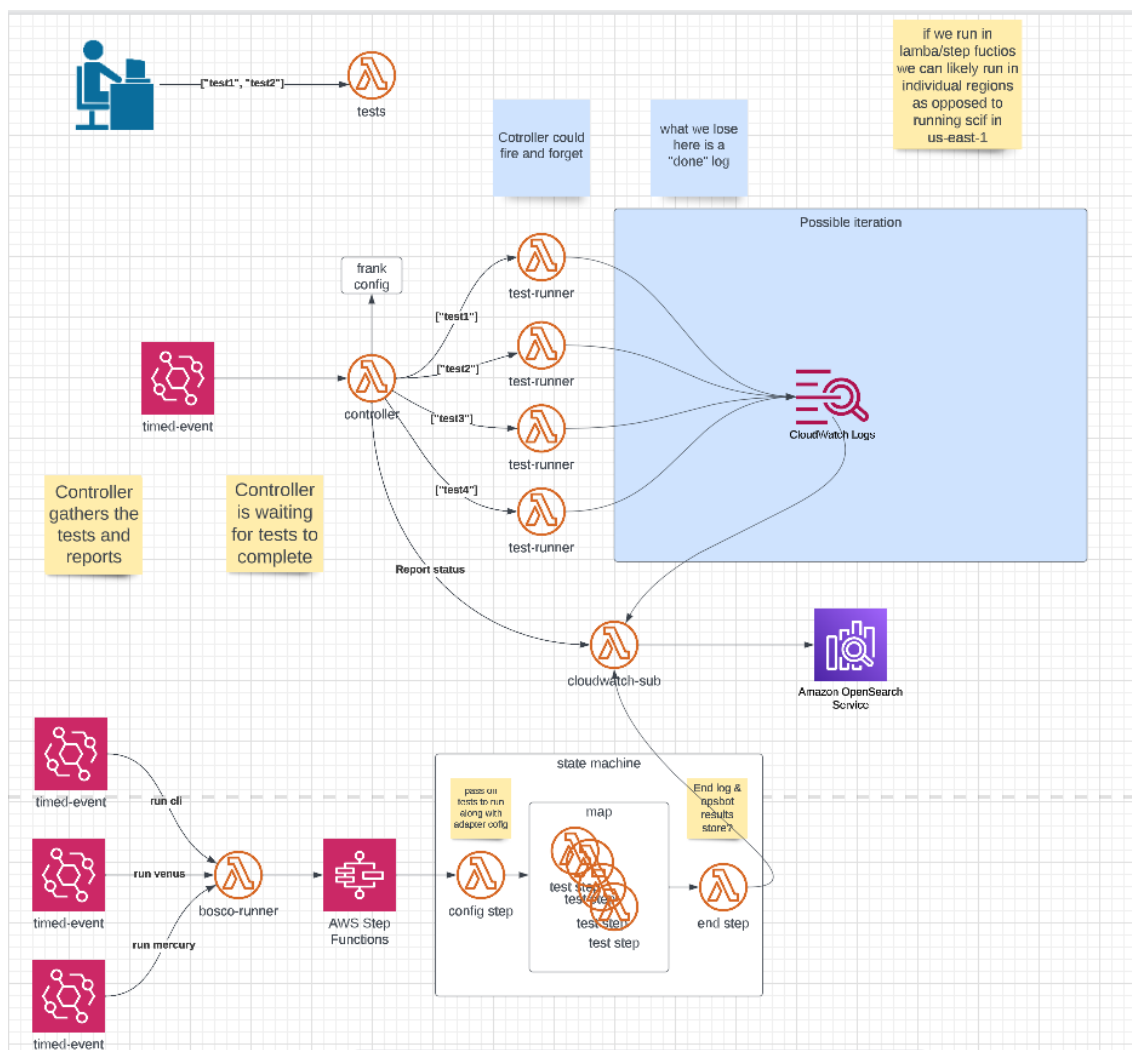 ["test1", "test2"]
tests
if we run in
lamba/step fuctios
we can likely run in
individual regions
as opposed to
running scif in
us-east-1
Cotroller could
fire and forget
what we lose
here is a
"done" log
Possible iteration
frank
config
test-runner
["test1"]
["test2"]
test-runner
timed-event
controller
["test3"]
test-runner
["test4"]
test-runner
CloudWatch Logs
Controller
gathers the
tests and
reports
Controller
is waiting
for tests to
complete
Report status
cloudwatch-sub
Amazon OpenSearch
Service
timed-event
run cli
timed-event
run venus
run mercury
timed-event
bosco-runner
AWS Step
Functions
state machine
pass on
tests to run
along with
adapter cofig
config step
map
test step
test step
test step
test step
End log &
opsbot
results
store?
end step